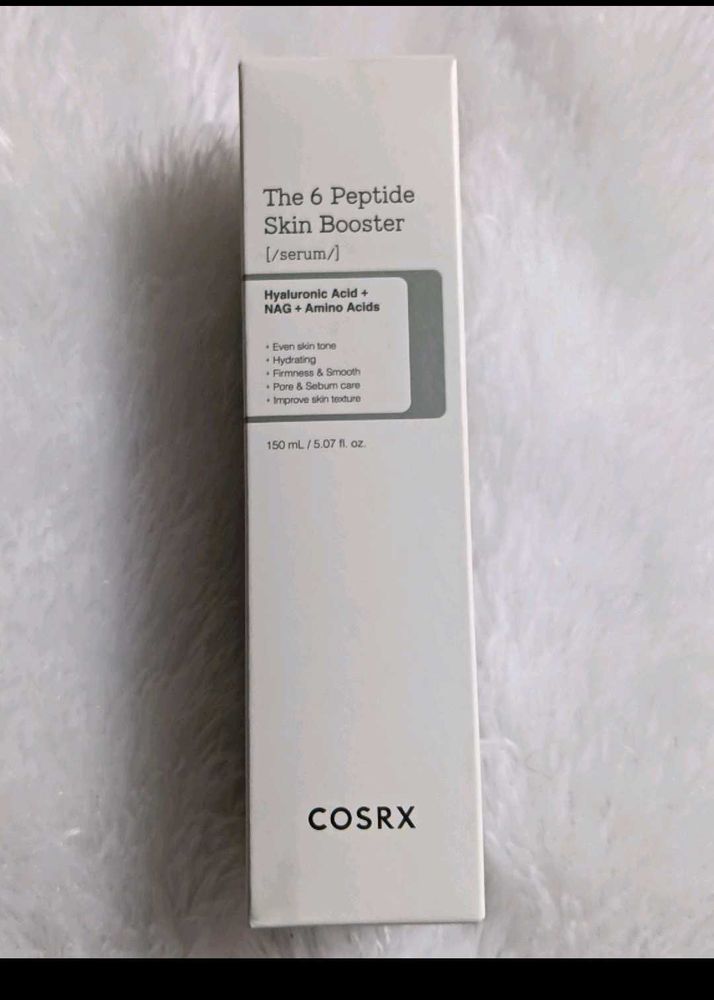 The 6 Peptide
Skin Booster
[/serum/]
Hyaluronic Acid +
NAG + Amino Acids
• Even skin tone
• Hydrating
• Firmness & Smooth
• Pore & Sebum care
• Improve skin texture
150 mL / 5.07 fl. oz.
COSRX